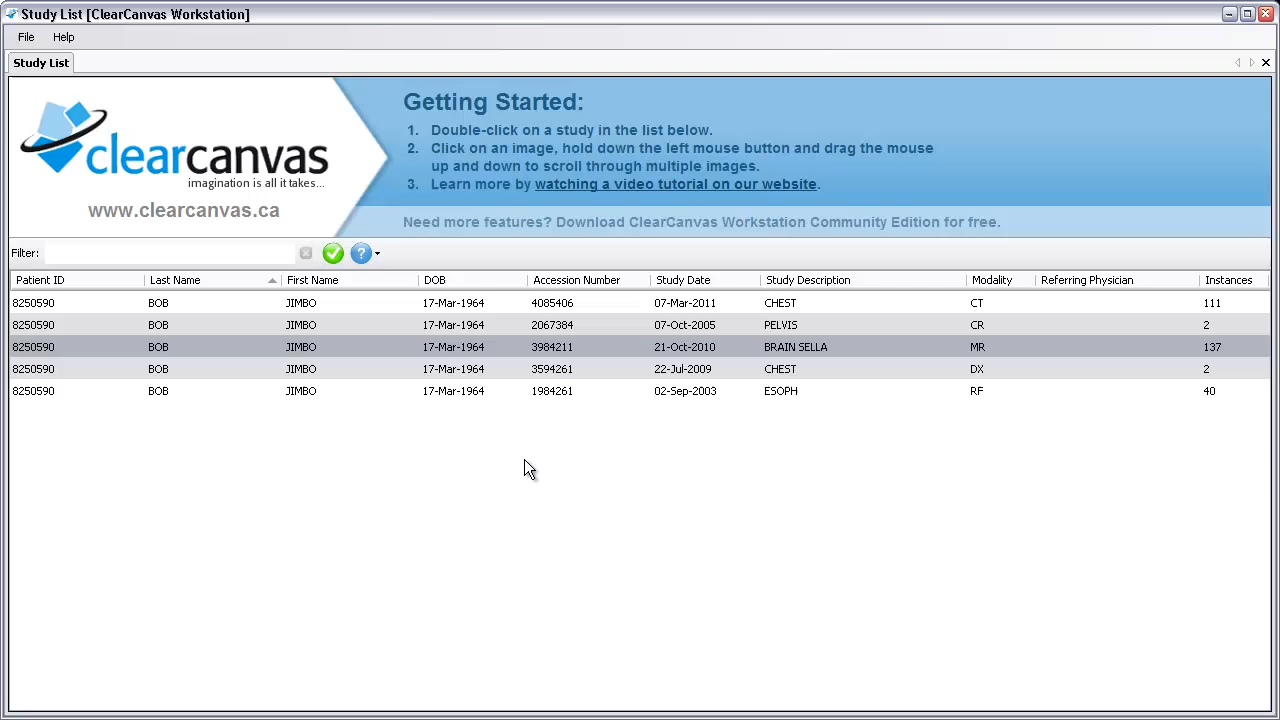 Study List [ClearCanvas Workstation]
File Help
Study List
clearcanvas
imagination is all it takes...
www.clearcanvas.ca
Getting Started:
1. Double-click on a study in the list below.
2. Click on an image, hold down the left mouse button and drag the mouse
up and down to scroll through multiple images.
3. Learn more by watching a video tutorial on our website.
Need more features? Download ClearCanvas Workstation Community Edition for free.
Filter:
Patient ID Last Name First Name DOB Accession Number Study Date Study Description Modality Referring Physician Instances
8250590 BOB JIMBO 17-Mar-1964 4085406 07-Mar-2011 CHEST CT 111
8250590 BOB JIMBO 17-Mar-1964 2067384 07-Oct-2005 PELVIS CR 2
8250590 BOB JIMBO 17-Mar-1964 3984211 21-Oct-2010 BRAIN SELLA MR 137
8250590 BOB JIMBO 17-Mar-1964 3594261 22-Jul-2009 CHEST DX 2
8250590 BOB JIMBO 17-Mar-1964 1984261 02-Sep-2003 ESOPH RF 40